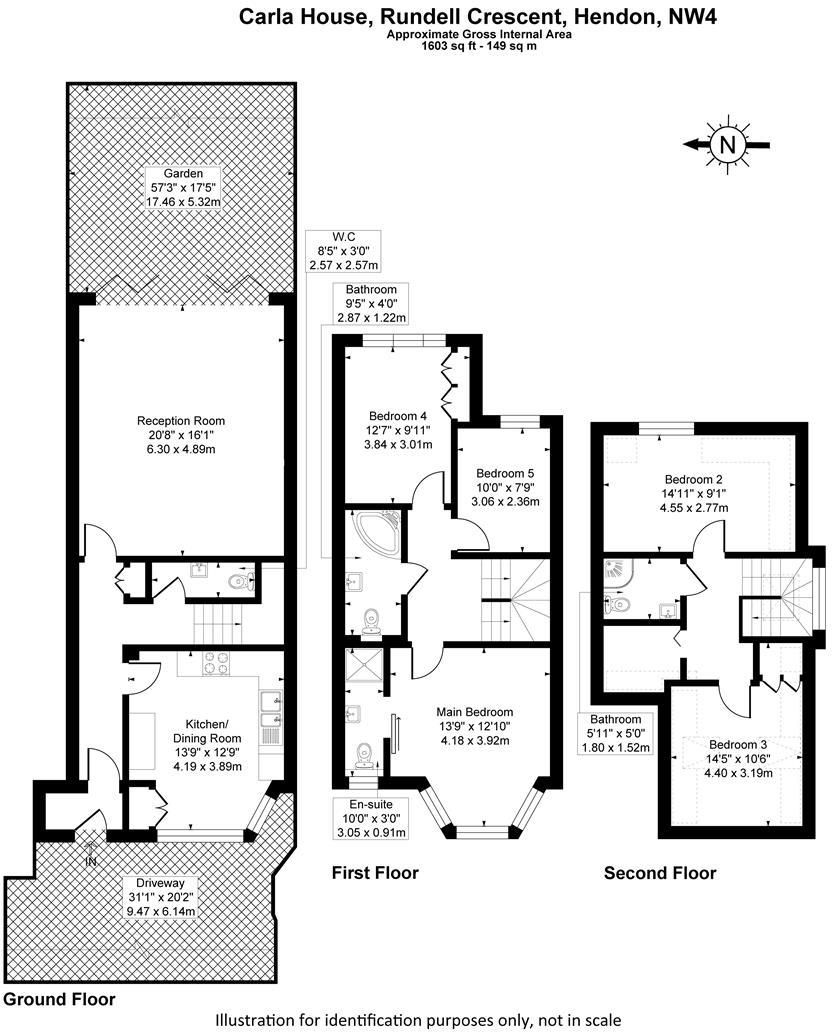 Carla House, Rundell Crescent, Hendon, NW4
Approximate Gross Internal Area
1603 sq ft - 149 sq m
N
Garden
57'3" x 17'5"
17.46 x 5.32m
W.C
8'5" x 3'0"
2.57 x 2.57m
Bathroom
9'5" x 4'0"
2.87 x 1.22m
Reception Room
20'8" x 16'1"
6.30 x 4.89m
Bedroom 4
12'7" x 9'11"
3.84 x 3.01m
Bedroom 5
10'0" x 7'9"
3.06 x 2.36m
Bedroom 2
14'11" x 9'1"
4.55 x 2.77m
Kitchen/
Dining Room
13'9" x 12'9"
4.19 x 3.89m
Main Bedroom
13'9" x 12'10"
4.18 x 3.92m
Bathroom
5'11" x 5'0"
1.80 x 1.52m
Bedroom 3
14'5" x 10'6"
4.40 x 3.19m
En-suite
10'0" x 3'0"
3.05 x 0.91m
IN
Driveway
31'1" x 20'2"
9.47 x 6.14m
First Floor
Second Floor
Ground Floor
Illustration for identification purposes only, not in scale